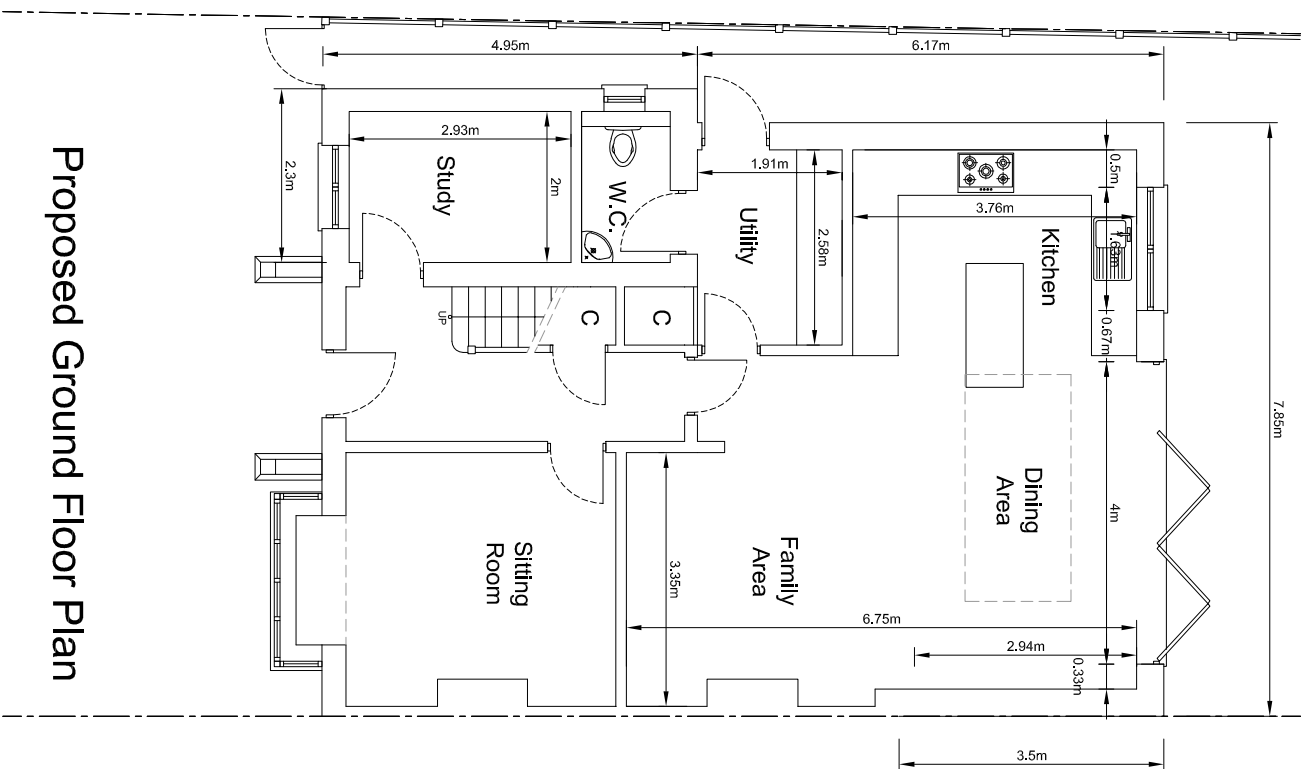 4.95m
6.17m
2.3m
2.93m
2m
Study
W.C.
1.91m
Utility
2.58m
3.76m
Kitchen
0.5m
1.63m
0.67m
7.85m
UP
C
C
4m
Dining
Area
Family
Area
Sitting
Room
3.35m
6.75m
2.94m
0.33m
3.5m
Proposed Ground Floor Plan